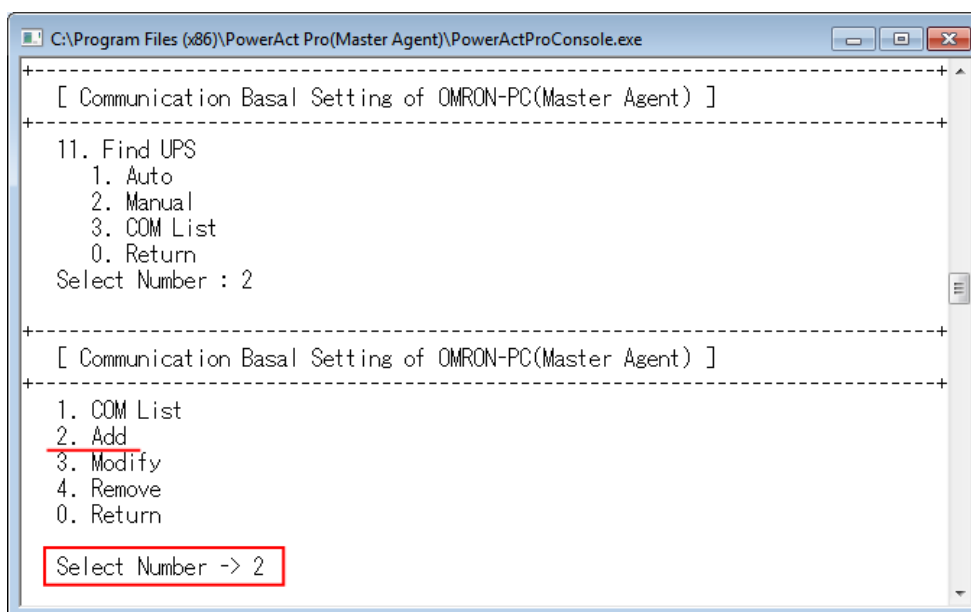 C:\Program Files (x86)\PowerAct Pro(Master Agent)\PowerActProConsole.exe
+------------------------------------------------------------------------------+
[ Communication Basal Setting of OMRON-PC(Master Agent) ]
+------------------------------------------------------------------------------+
11. Find UPS
1. Auto
2. Manual
3. COM List
0. Return
Select Number : 2
+------------------------------------------------------------------------------+
[ Communication Basal Setting of OMRON-PC(Master Agent) ]
+------------------------------------------------------------------------------+
1. COM List
2. Add
3. Modify
4. Remove
0. Return
Select Number -> 2